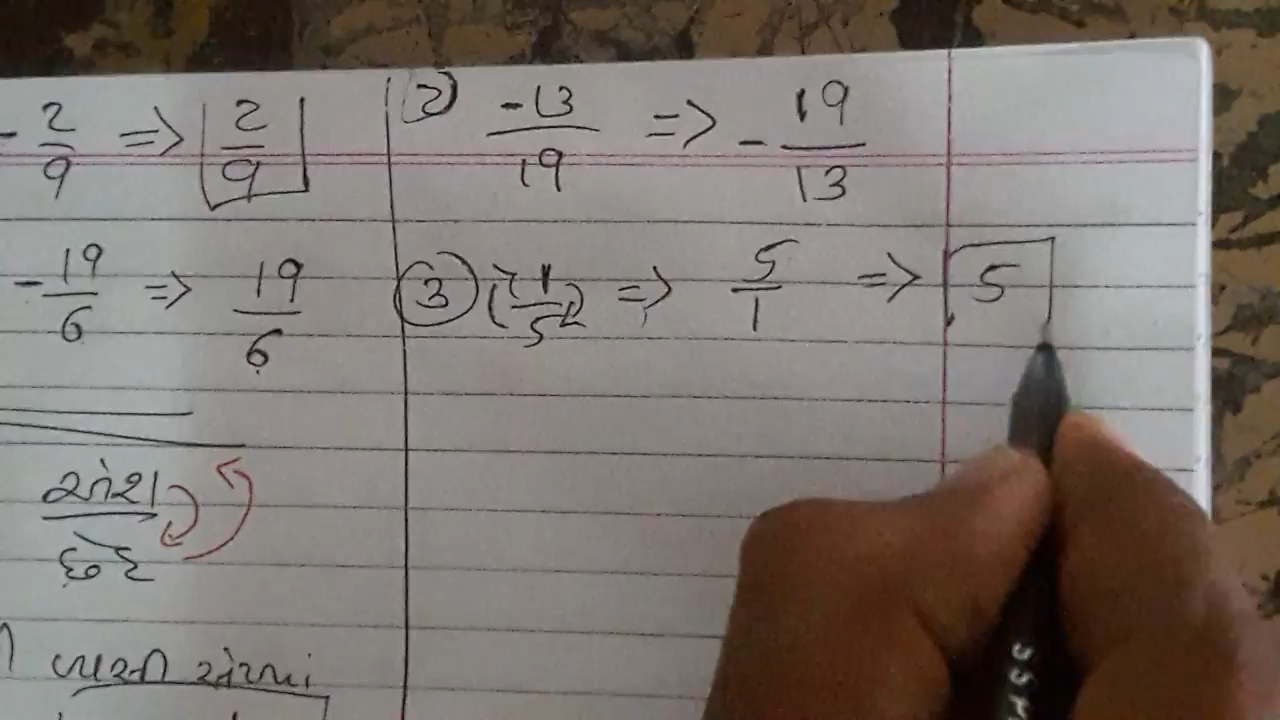 -2/9 => 2/9
-19/6 => 19/6
અંશ
છેદ
વ્યસ્ત સંખ્યા
(2) -13/19 => -19/13
(3) 1/5 => 5/1 => 5